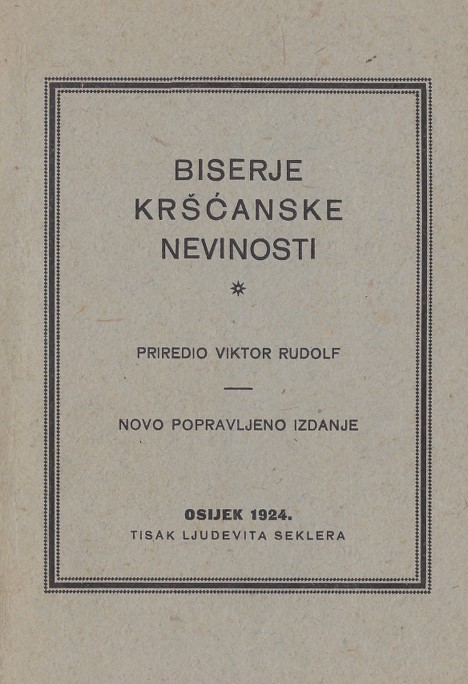 BISERJE
KRŠĆANSKE
NEVINOSTI
PRIREDIO VIKTOR RUDOLF
NOVO POPRAVLJENO IZDANJE
OSIJEK 1924.
TISAK LJUDEVITA SEKLERA